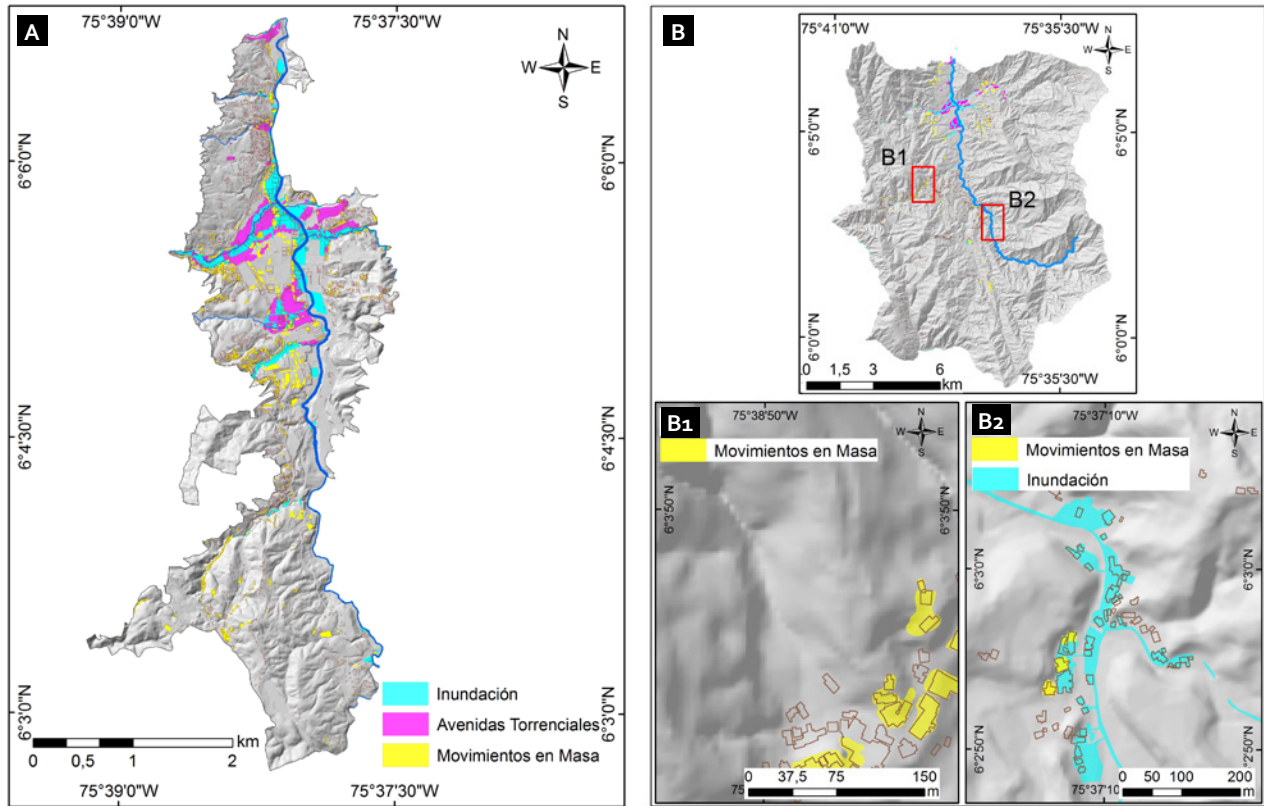 A
75°39'0"W
75°37'30"W
N
W
E
S
6°6'0"N
6°6'0"N
6°4'30"N
6°4'30"N
6°3'0"N
6°3'0"N
Inundación
Avenidas Torrenciales
Movimientos en Masa
km
0
0,5
1
2
75°39'0"W
75°37'30"W
B
75°41'0"W
75°35'30"W
N
W
E
S
6°5'0"N
6°5'0"N
B1
B2
6°0'0"N
6°0'0"N
0
1,5
3
6
km
75°35'30"W
B1
75°38'50"W
N
W
E
S
Movimientos en Masa
6°3'50"N
6°3'50"N
0
37,5
75
150
m
B2
75°37'10"W
N
W
E
S
Movimientos en Masa
Inundación
6°3'0"N
6°3'0"N
6°2'50"N
6°2'50"N
0
50
100
200
m
75°37'10"W